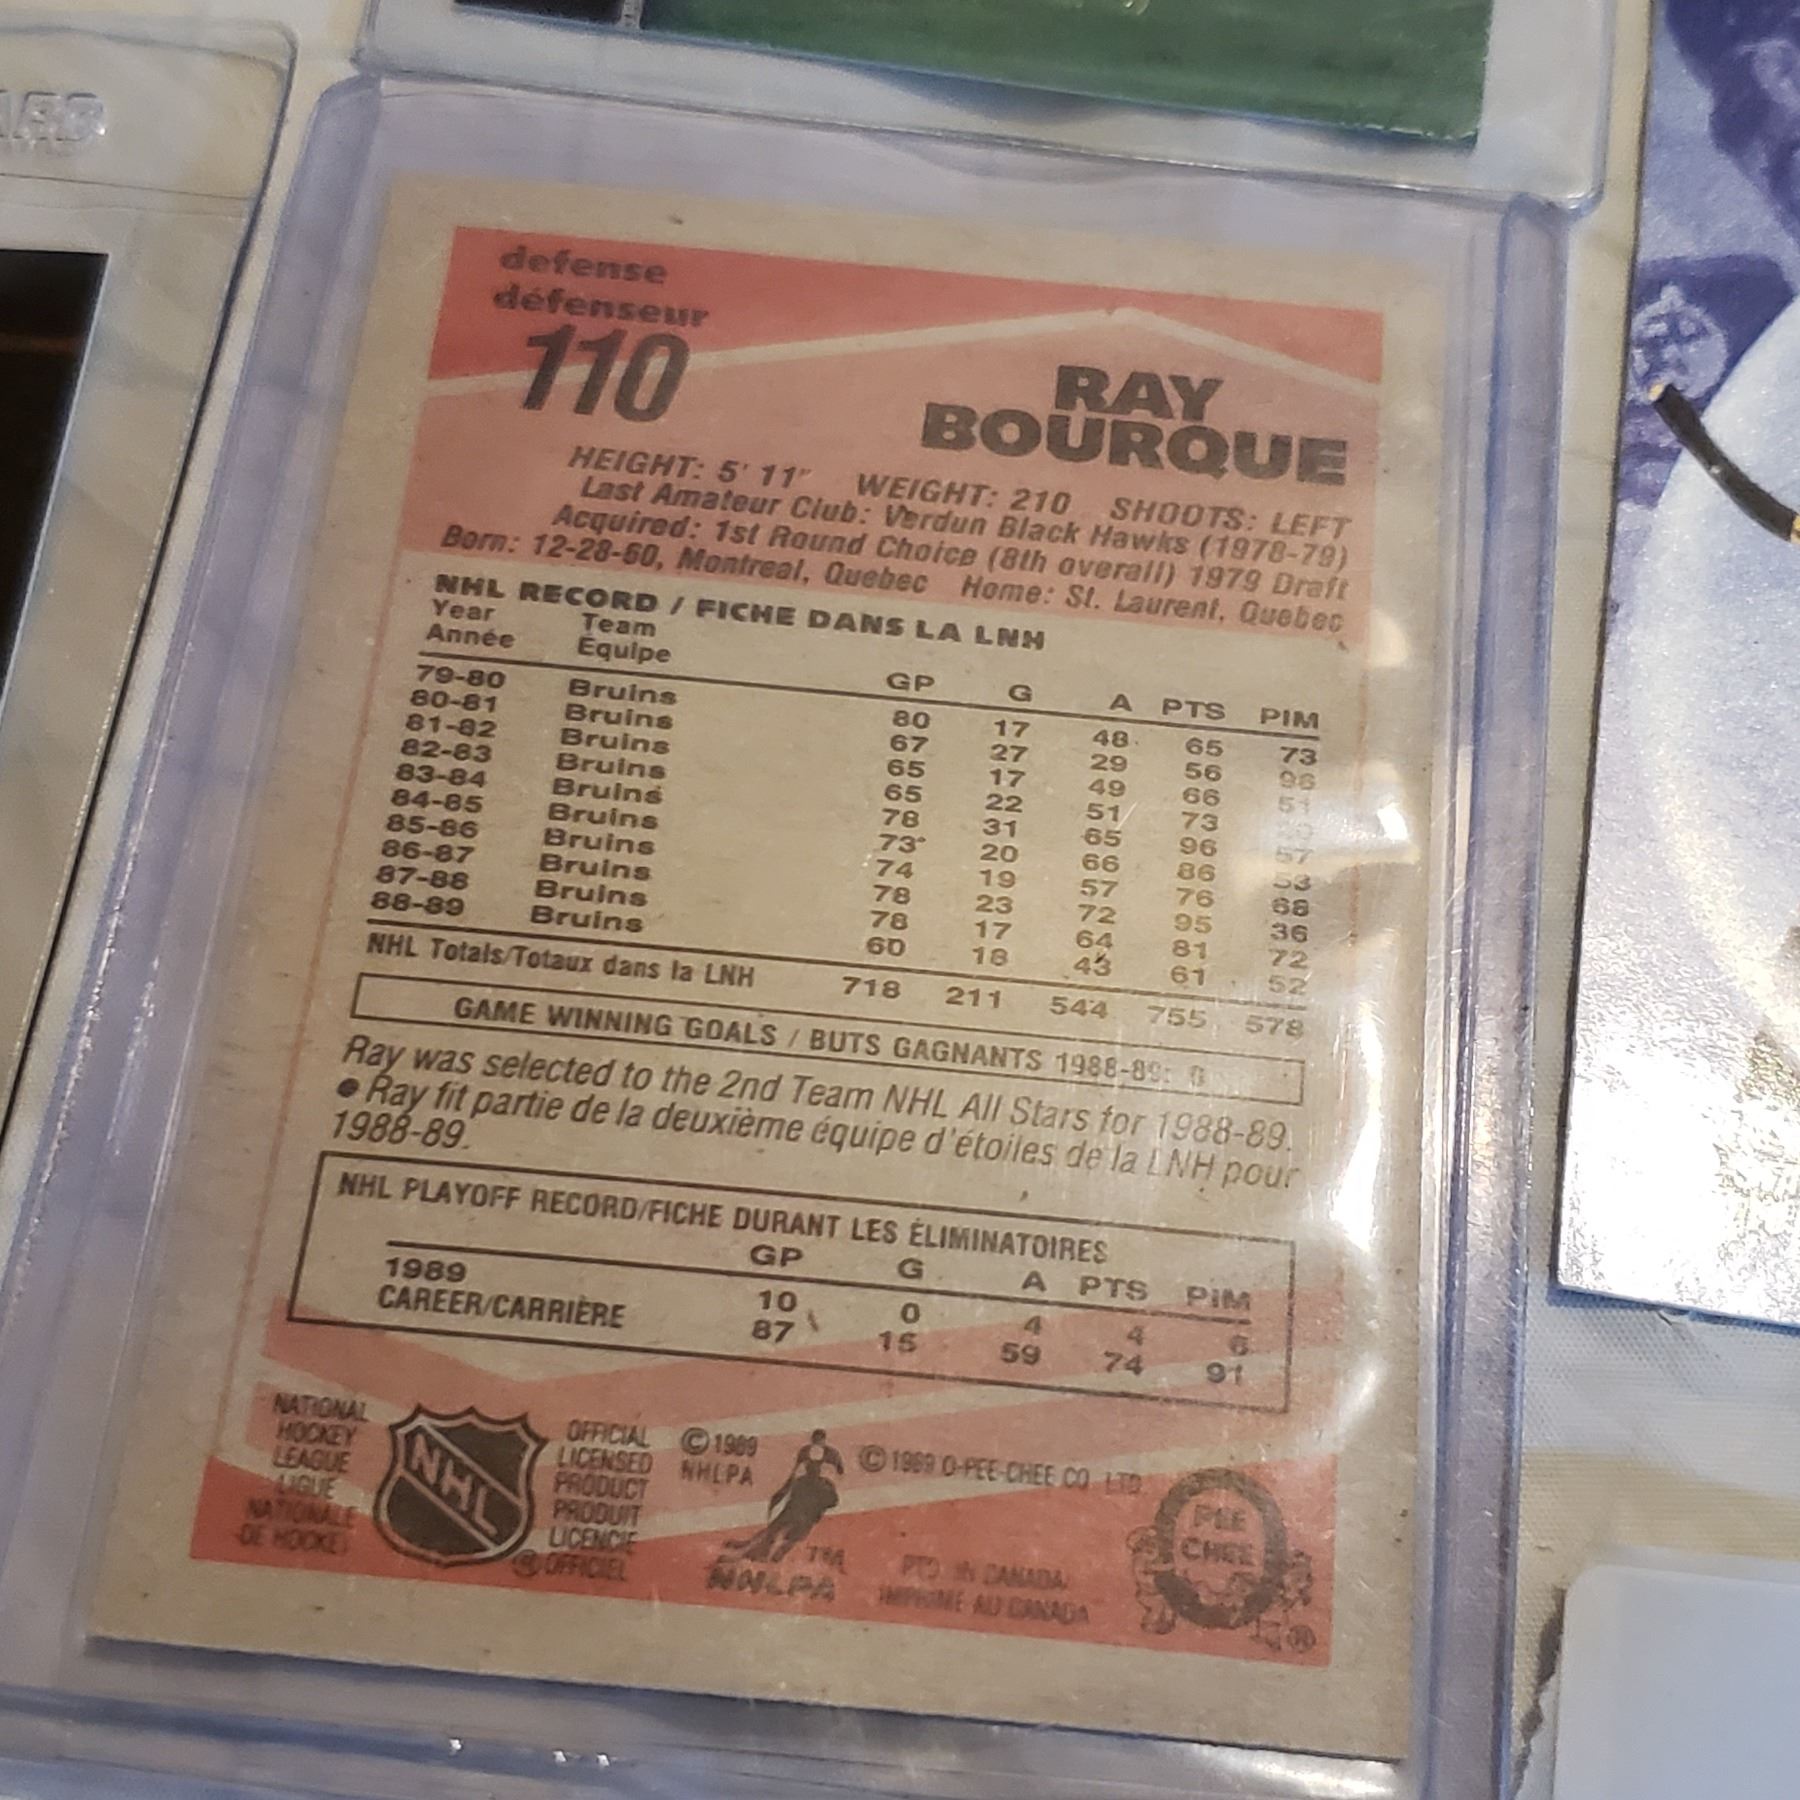 defense
défenseur
110
RAY
BOURQUE
HEIGHT: 5' 11" WEIGHT: 210 SHOOTS: LEFT
Last Amateur Club: Verdun Black Hawks (1978-79)
Acquired: 1st Round Choice (8th overall) 1979 Draft
Born: 12-28-60, Montreal, Quebec Home: St. Laurent, Quebec
NHL RECORD / FICHE DANS LA LNH
Year Team
Année Équipe GP G A PTS PIM
79-80 Bruins 80 17 48 65 73
80-81 Bruins 67 27 29 56 96
81-82 Bruins 65 17 49 66 51
82-83 Bruins 65 22 51 73
83-84 Bruins 78 31 65 96 57
84-85 Bruins 73 20 66 86 53
85-86 Bruins 74 19 57 76 68
86-87 Bruins 78 23 72 95 36
87-88 Bruins 78 17 64 81 72
88-89 Bruins 60 18 43 61 52
NHL Totals/Totaux dans la LNH 718 211 544 755 578
GAME WINNING GOALS / BUTS GAGNANTS 1988-89:
Ray was selected to the 2nd Team NHL All Stars for 1988-89.
● Ray fit partie de la deuxième équipe d'étoiles de la LNH pour
1988-89.
NHL PLAYOFF RECORD/FICHE DURANT LES ÉLIMINATOIRES
GP G A PTS PIM
1989 10 0 4 4 6
CAREER/CARRIÈRE 87 15 59 74 91
NATIONAL
HOCKEY
LEAGUE
LIGUE
NATIONALE
DE HOCKEY
NHL
OFFICIAL
LICENSED
PRODUCT
PRODUIT
LICENCIÉ
® OFFICIEL
© 1989
NHLPA
TM
NHLPA
© 1989 O-PEE-CHEE CO. LTD.
PTD. IN CANADA
IMPRIMÉ AU CANADA
PEE
CHEE
®